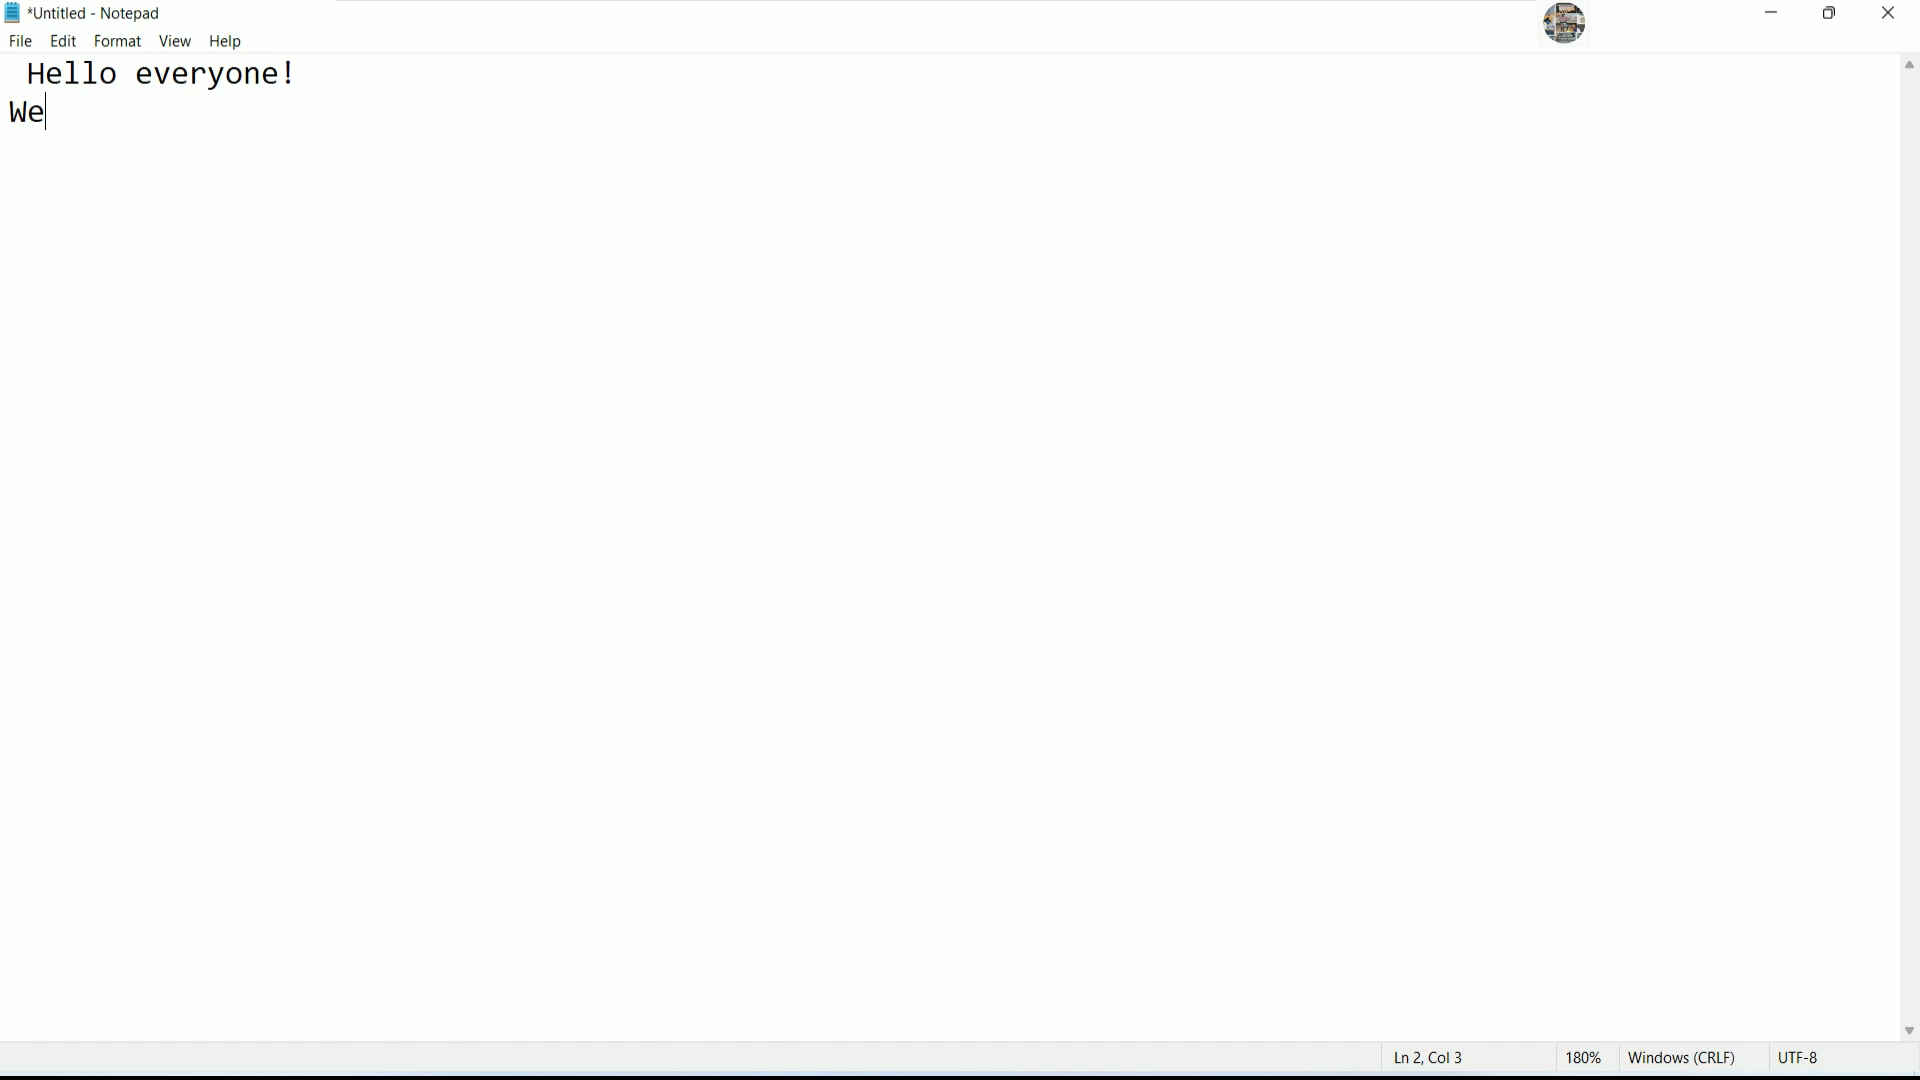 *Untitled - Notepad
File Edit Format View Help
Hello everyone!
We
Ln 2, Col 3 180% Windows (CRLF) UTF-8